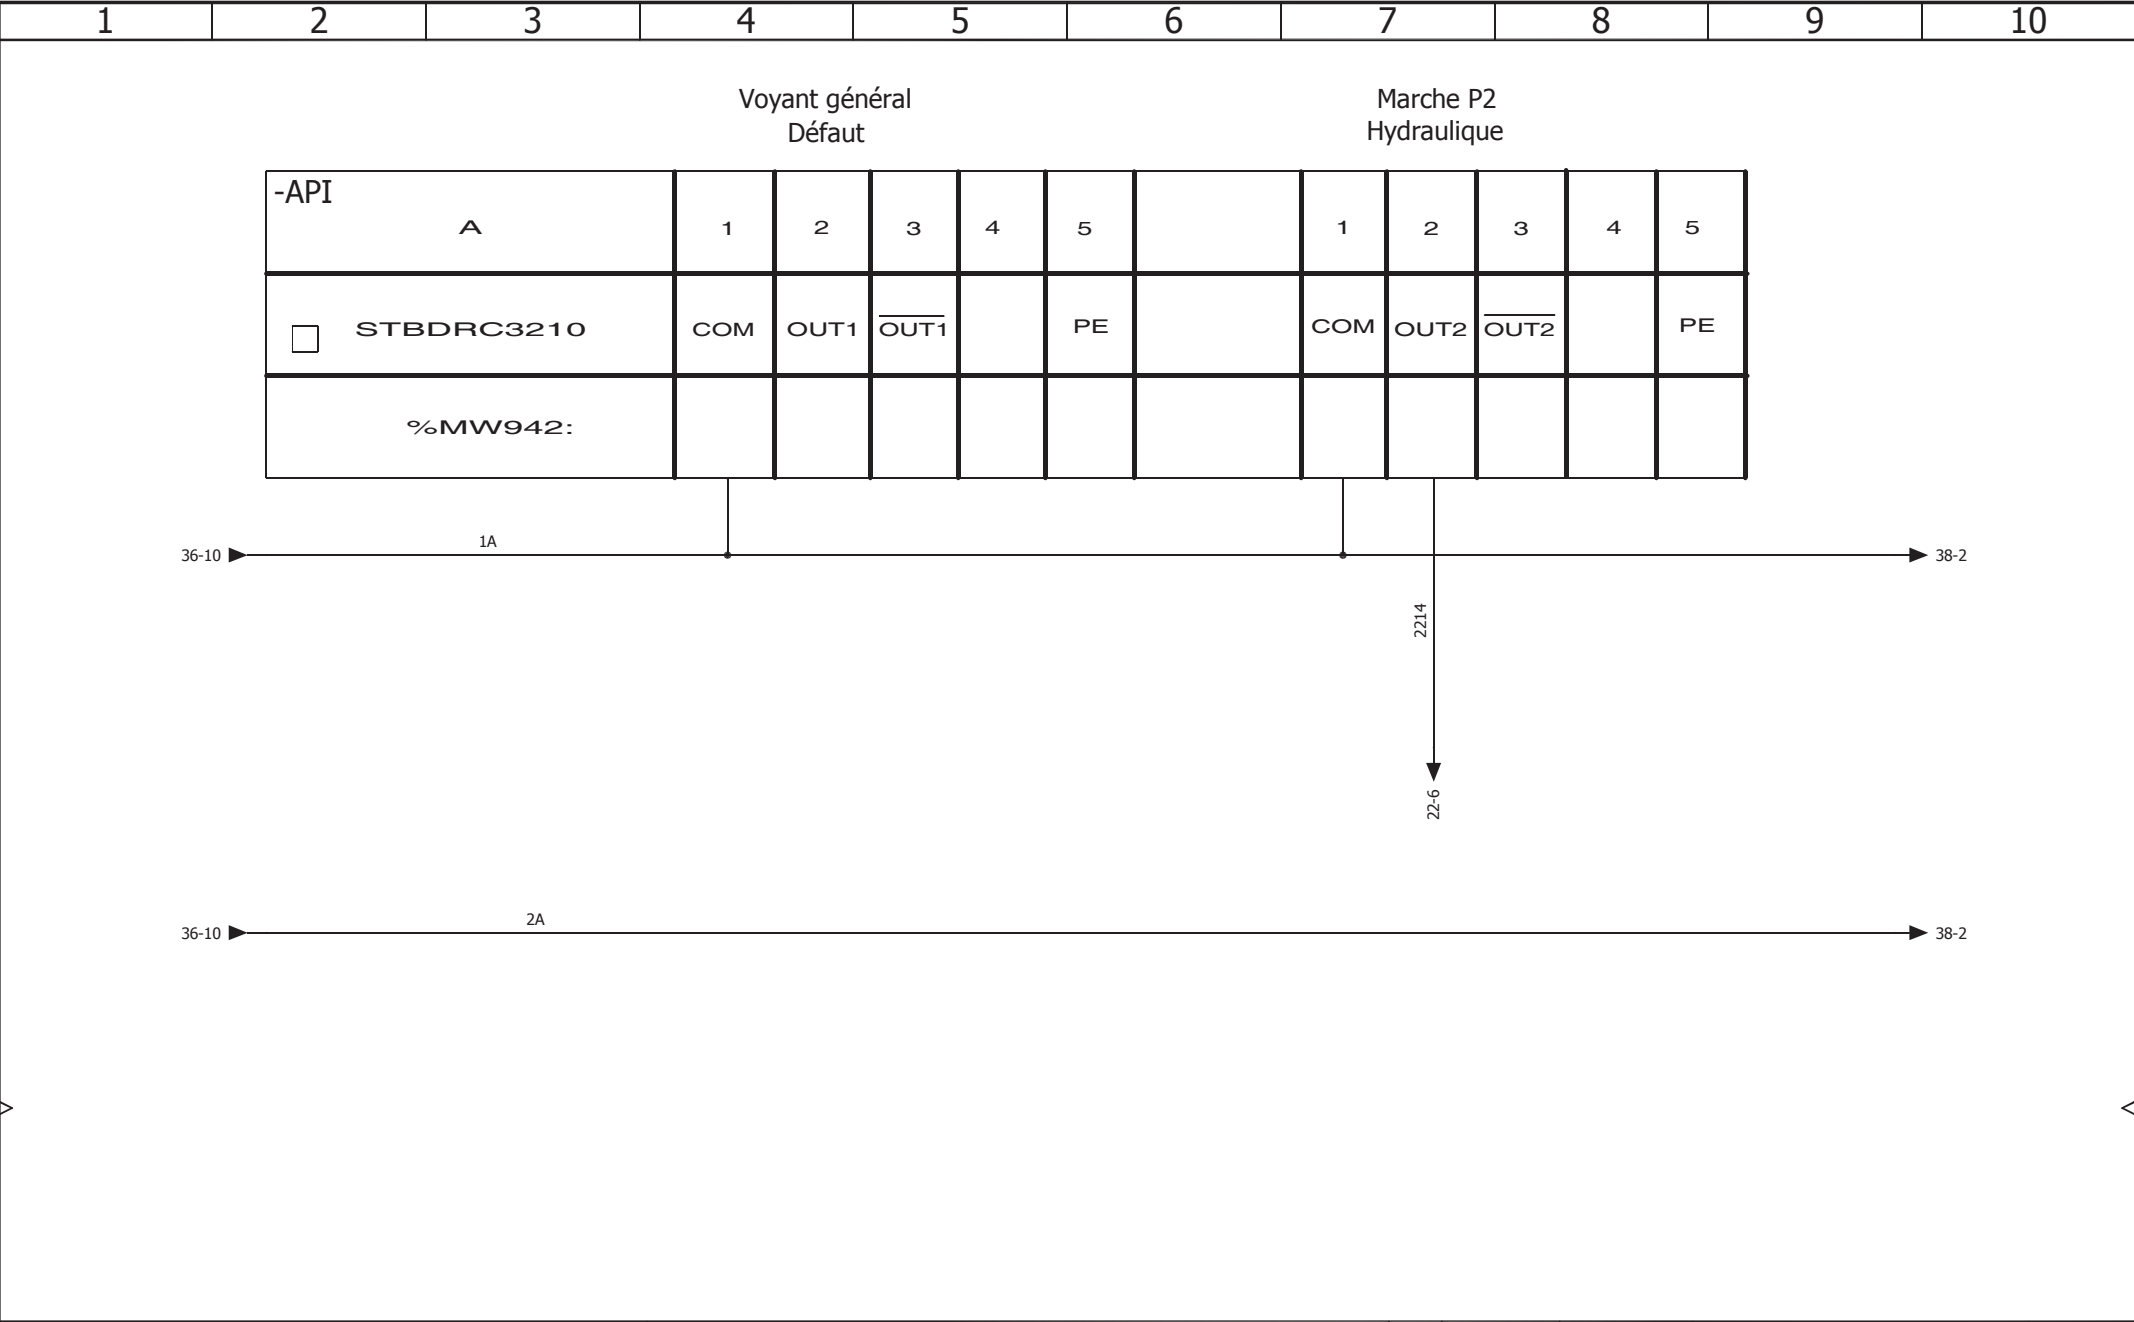 1 2 3 4 5 6 7 8 9 10
Voyant général
Défaut
Marche P2
Hydraulique
-API
A 1 2 3 4 5 1 2 3 4 5
STBDRC3210 COM OUT1 OUT1 PE COM OUT2 OUT2 PE
%MW942:
36-10 1A 38-2
2214
22-6
36-10 2A 38-2